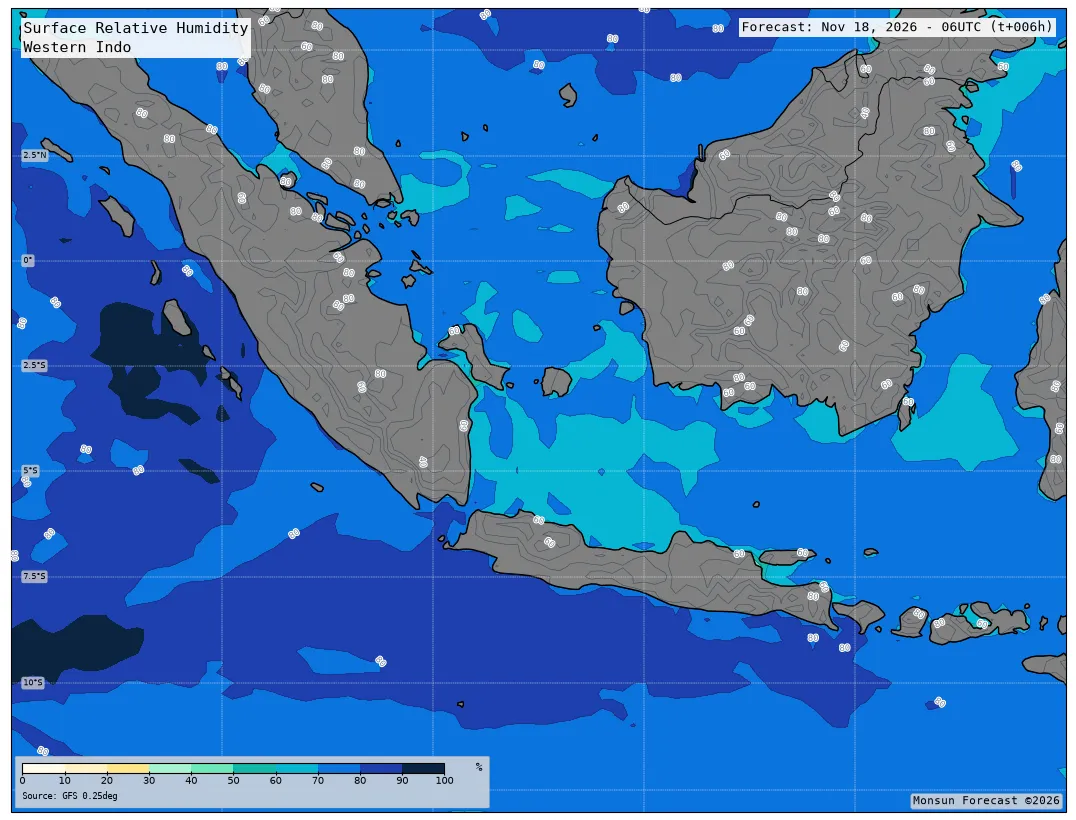 Surface Relative Humidity
Western Indo
Forecast: Nov 18, 2026 - 06UTC (t+006h)
2.5°N
0°
2.5°S
5°S
7.5°S
10°S
%
0 10 20 30 40 50 60 70 80 90 100
Source: GFS 0.25deg
Monsun Forecast ©2026